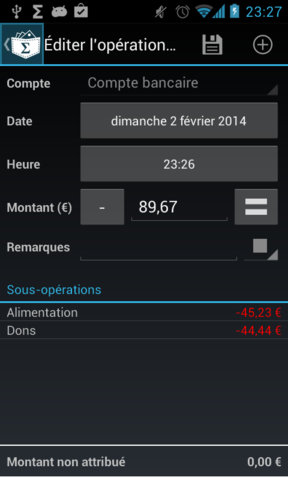 23:27
Éditer l'opération...
Compte Compte bancaire
Date dimanche 2 février 2014
Heure 23:26
Montant (€) - 89,67
Remarques
Sous-opérations
Alimentation -45,23 €
Dons -44,44 €
Montant non attribué 0,00 €